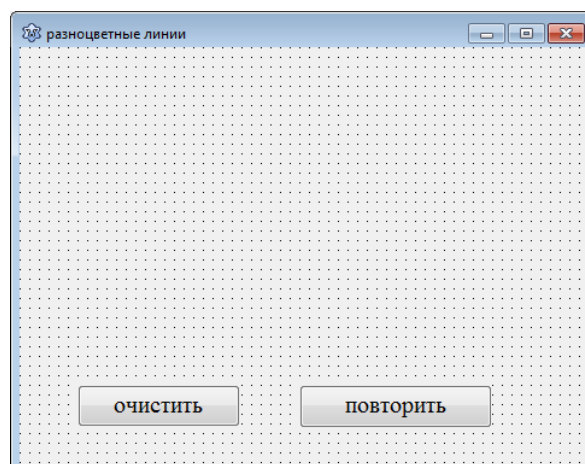 разноцветные линии
очистить
повторить